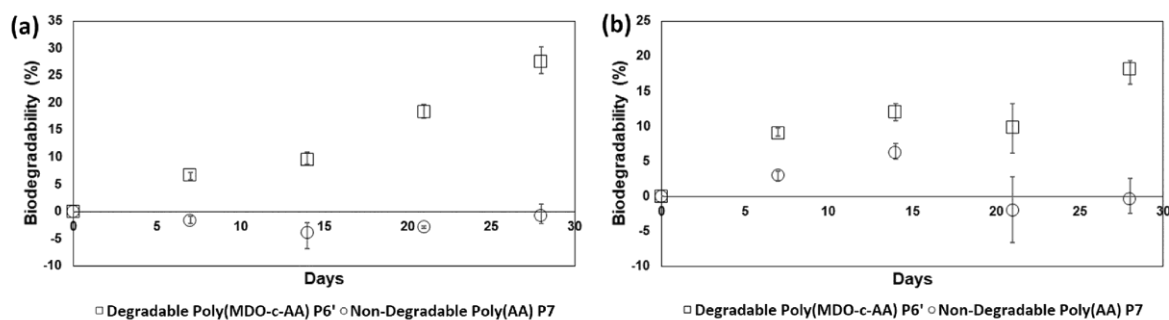 (a)
Biodegradability (%)
35
30
25
20
15
10
5
0
-5
-10
0 5 10 15 20 25 30
Days
□ Degradable Poly(MDO-c-AA) P6' ○ Non-Degradable Poly(AA) P7
(b)
Biodegradability (%)
25
20
15
10
5
0
-5
-10
0 5 10 15 20 25 30
Days
□ Degradable Poly(MDO-c-AA) P6' ○ Non-Degradable Poly(AA) P7